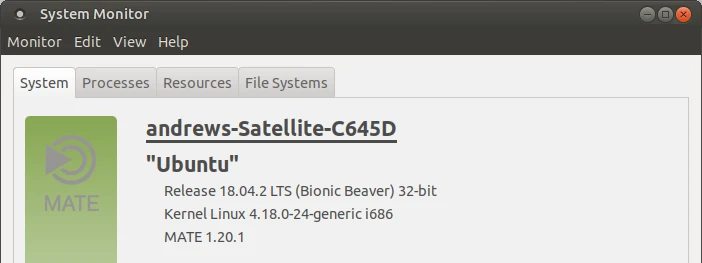 System Monitor
Monitor Edit View Help
System Processes Resources File Systems
andrews-Satellite-C645D
"Ubuntu"
Release 18.04.2 LTS (Bionic Beaver) 32-bit
Kernel Linux 4.18.0-24-generic i686
MATE 1.20.1
MATE